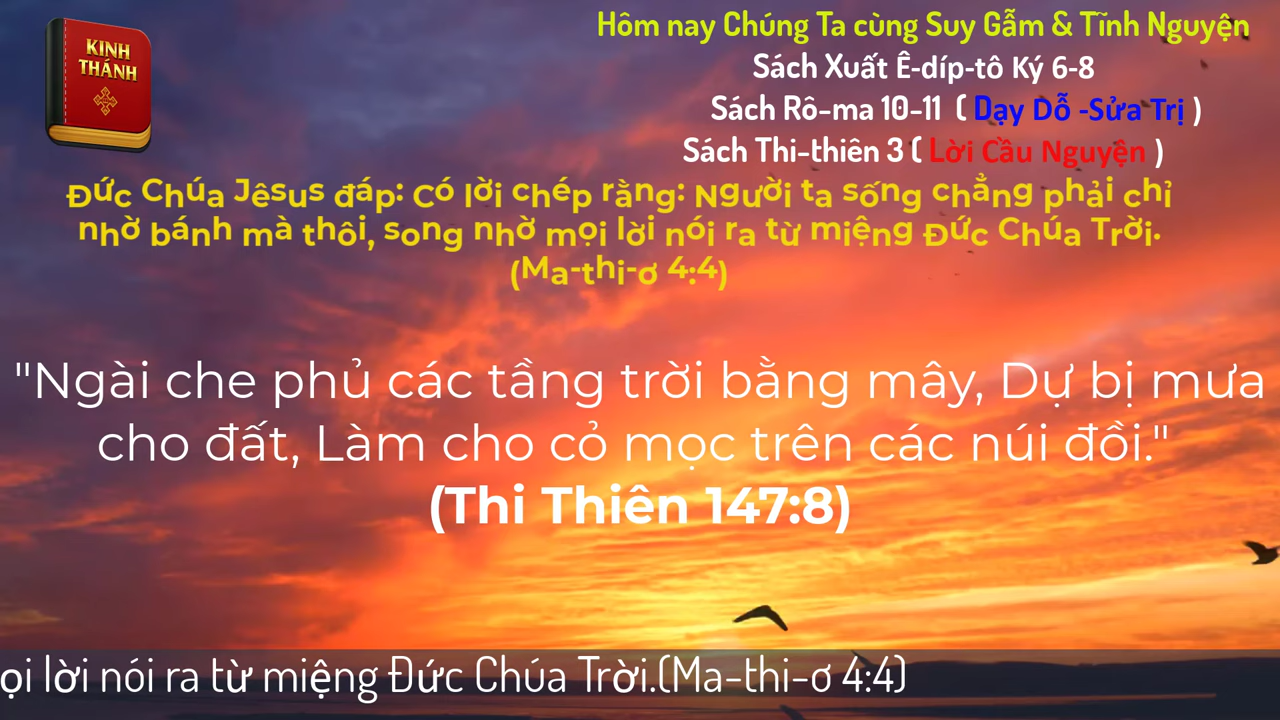 KINH
THÁNH
Hôm nay Chúng Ta cùng Suy Gẫm & Tĩnh Nguyện
Sách Xuất Ê-díp-tô Ký 6-8
Sách Rô-ma 10-11 ( Dạy Dỗ -Sửa Trị )
Sách Thi-thiên 3 ( Lời Cầu Nguyện )
Đức Chúa Jêsus đáp: Có lời chép rằng: Người ta sống chẳng phải chỉ
nhờ bánh mà thôi, song nhờ mọi lời nói ra từ miệng Đức Chúa Trời.
(Ma-thi-ơ 4:4)
"Ngài che phủ các tầng trời bằng mây, Dự bị mưa
cho đất, Làm cho cỏ mọc trên các núi đồi."
(Thi Thiên 147:8)
ọi lời nói ra từ miệng Đức Chúa Trời.(Ma-thi-ơ 4:4)